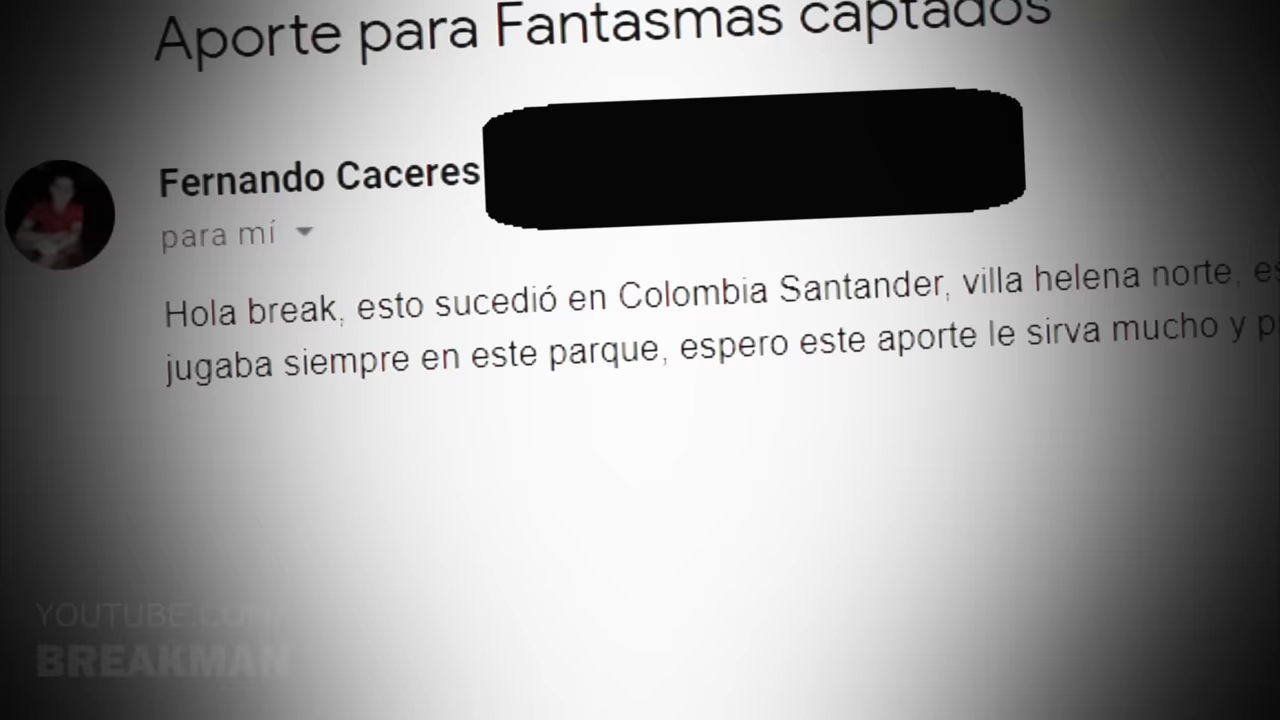 Aporte para Fantasmas captados
Fernando Caceres
para mí
Hola break, esto sucedió en Colombia Santander, villa helena norte,
jugaba siempre en este parque, espero este aporte le sirva mucho y
YOUTUBE.COM
BREAKMAN